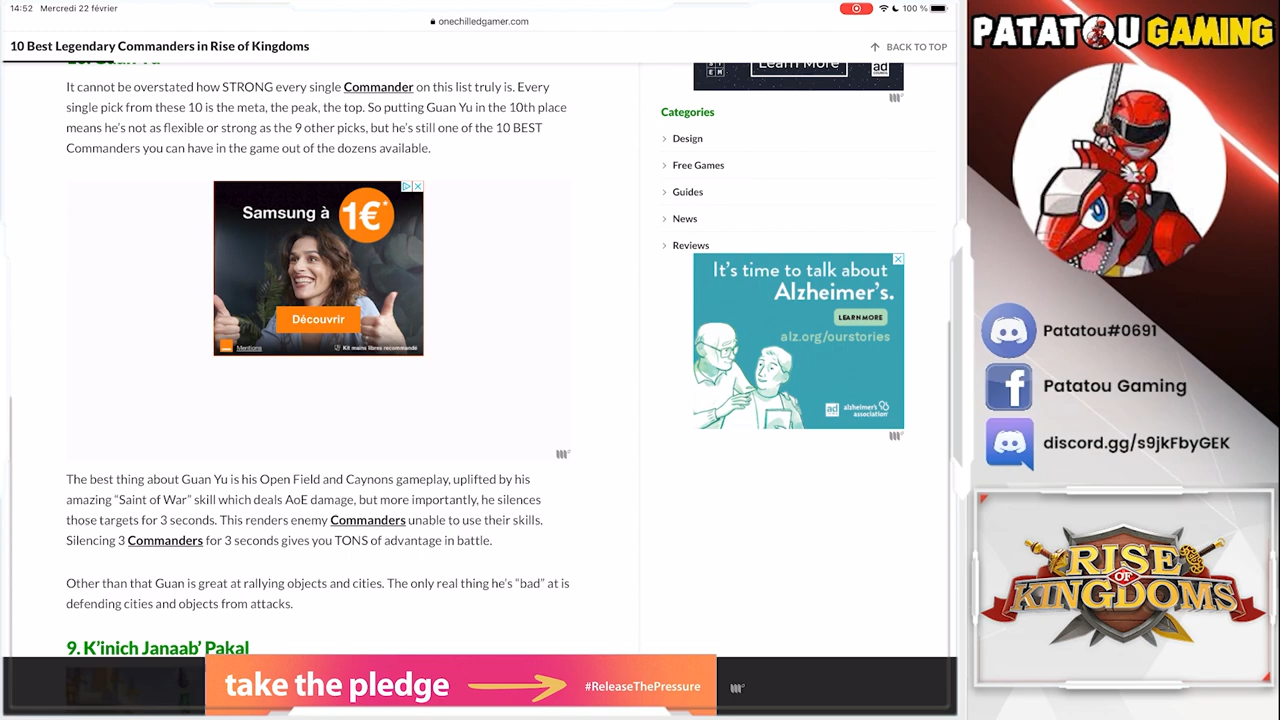 14:52 Mercredi 22 février
100 %
onechilledgamer.com
10 Best Legendary Commanders in Rise of Kingdoms
BACK TO TOP
It cannot be overstated how STRONG every single Commander on this list truly is. Every
single pick from these 10 is the meta, the peak, the top. So putting Guan Yu in the 10th place
means he's not as flexible or strong as the 9 other picks, but he's still one of the 10 BEST
Commanders you can have in the game out of the dozens available.
Samsung à 1€*
Découvrir
Mentions
Kit mains libres recommandé
The best thing about Guan Yu is his Open Field and Caynons gameplay, uplifted by his
amazing “Saint of War” skill which deals AoE damage, but more importantly, he silences
those targets for 3 seconds. This renders enemy Commanders unable to use their skills.
Silencing 3 Commanders for 3 seconds gives you TONS of advantage in battle.
Other than that Guan is great at rallying objects and cities. The only real thing he's “bad” at is
defending cities and objects from attacks.
9. K'inich Janaab' Pakal
Learn More
ad
Categories
Design
Free Games
Guides
News
Reviews
It's time to talk about
Alzheimer's.
LEARN MORE
alz.org/ourstories
ad
alzheimer's
association
take the pledge
#ReleaseThePressure
PATATOU GAMING
Patatou#0691
Patatou Gaming
discord.gg/s9jkFbyGEK
RISE
OF
KINGDOMS